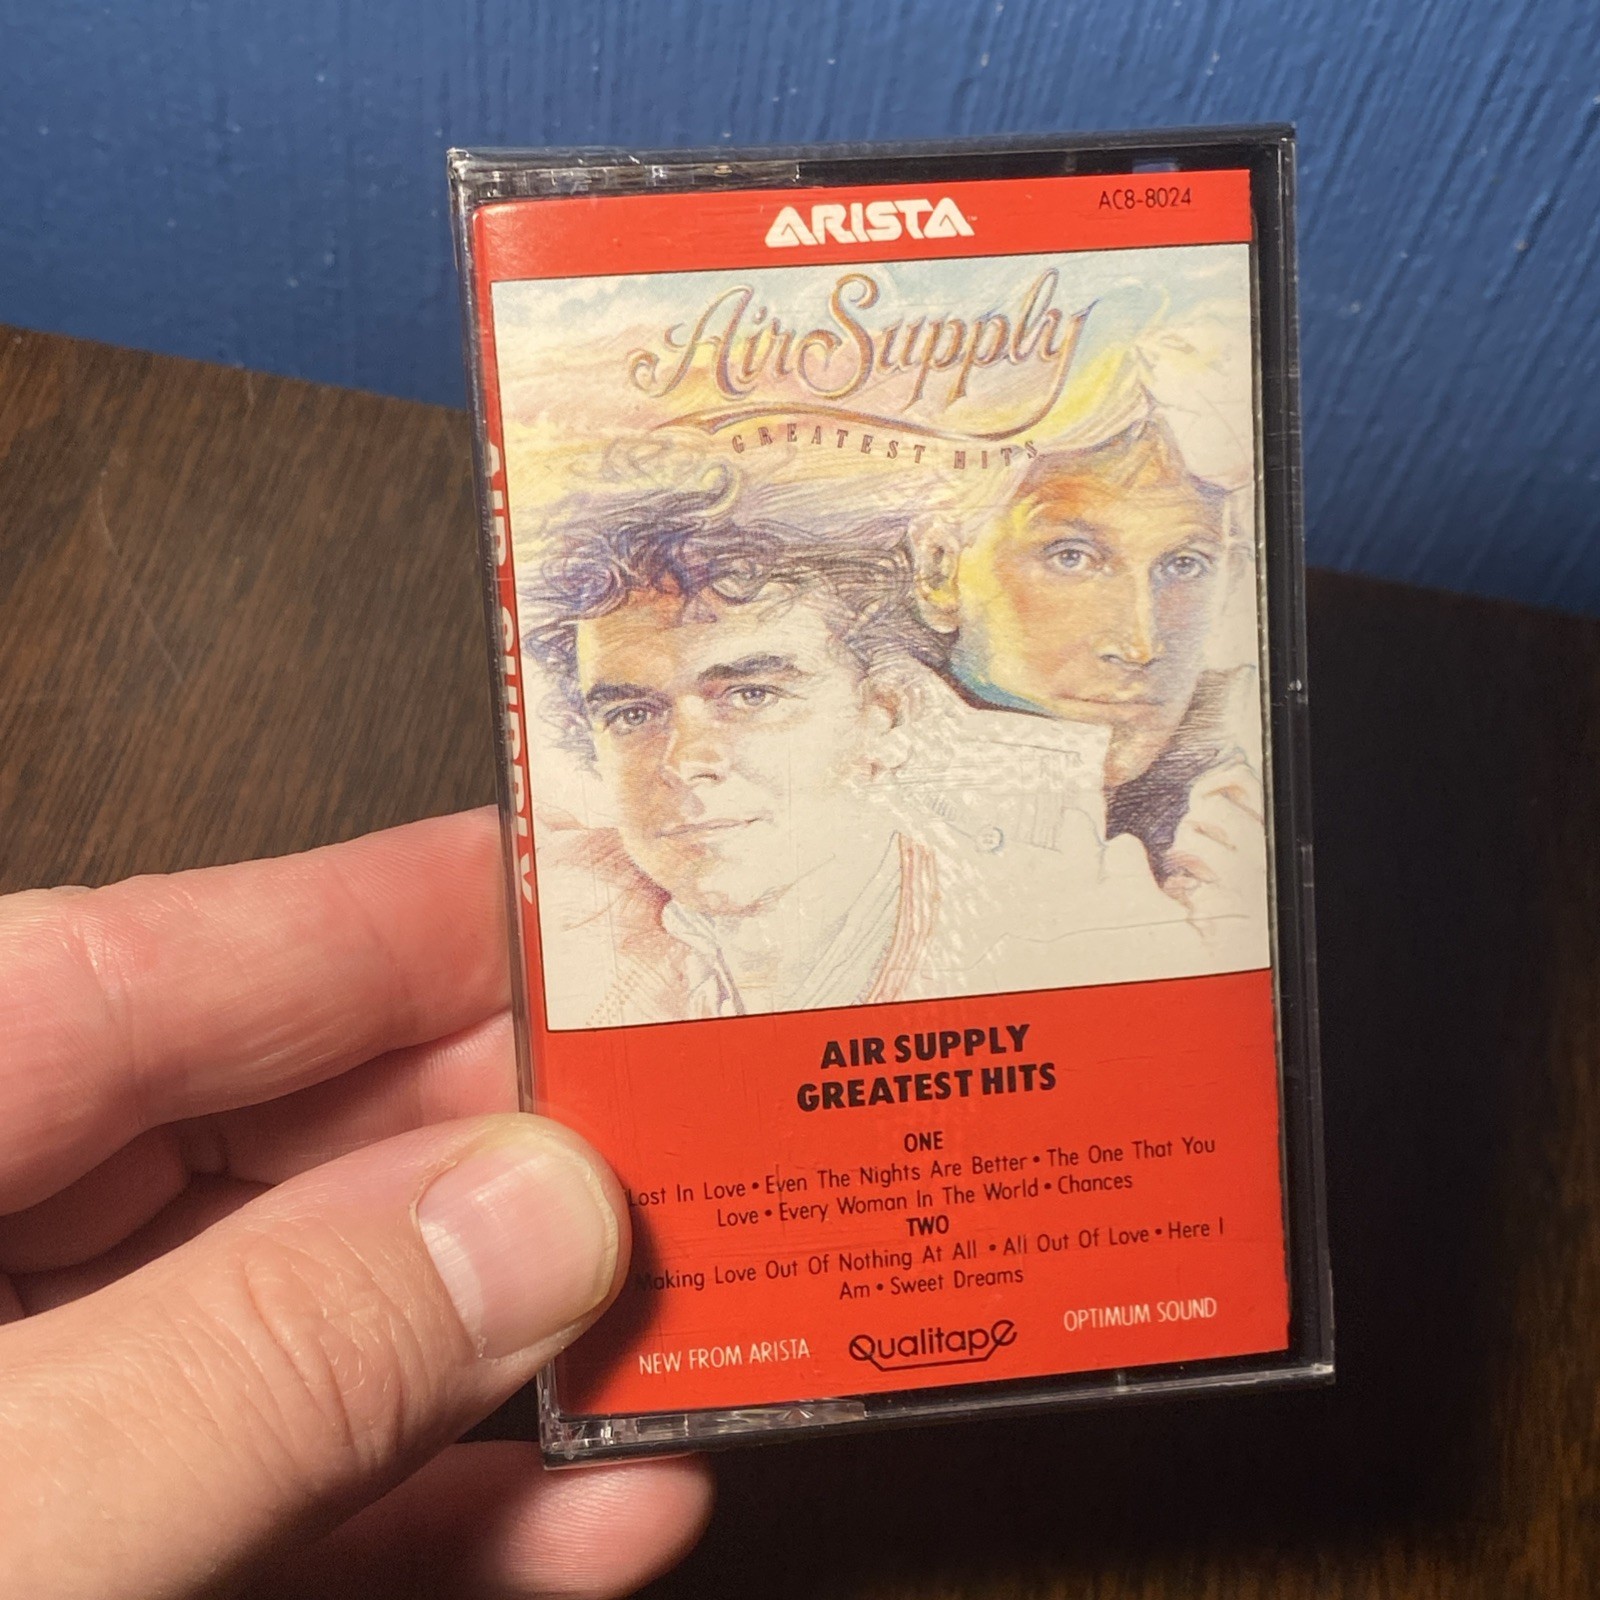 ARISTA
AC8-8024
Air Supply
GREATEST HITS
AIR SUPPLY
AIR SUPPLY
GREATEST HITS
ONE
Lost In Love • Even The Nights Are Better • The One That You
Love • Every Woman In The World • Chances
TWO
Making Love Out Of Nothing At All • All Out Of Love • Here I
Am • Sweet Dreams
NEW FROM ARISTA
Qualitape
OPTIMUM SOUND